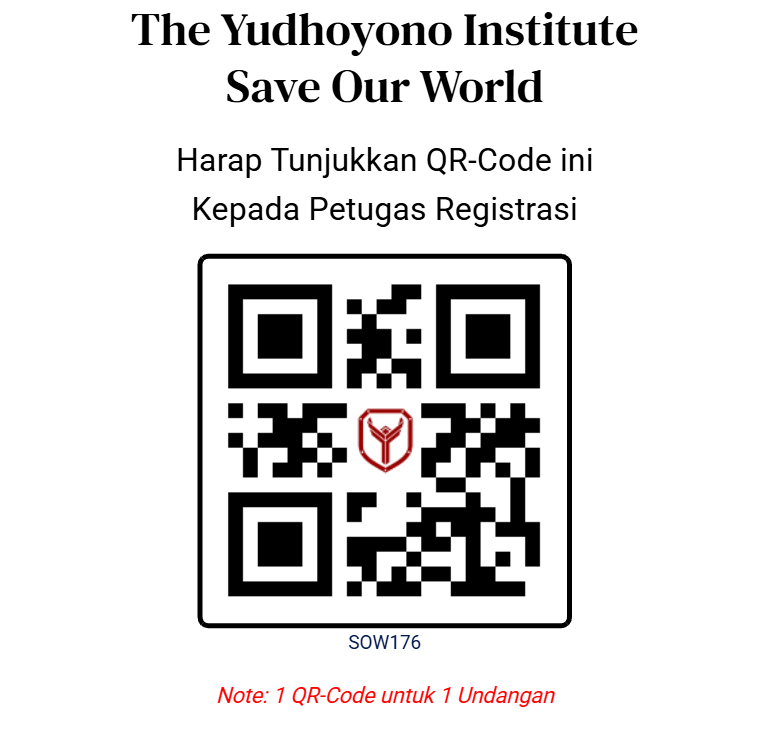 The Yudhoyono Institute
Save Our World
Harap Tunjukkan QR-Code ini
Kepada Petugas Registrasi
SOW176
Note: 1 QR-Code untuk 1 Undangan